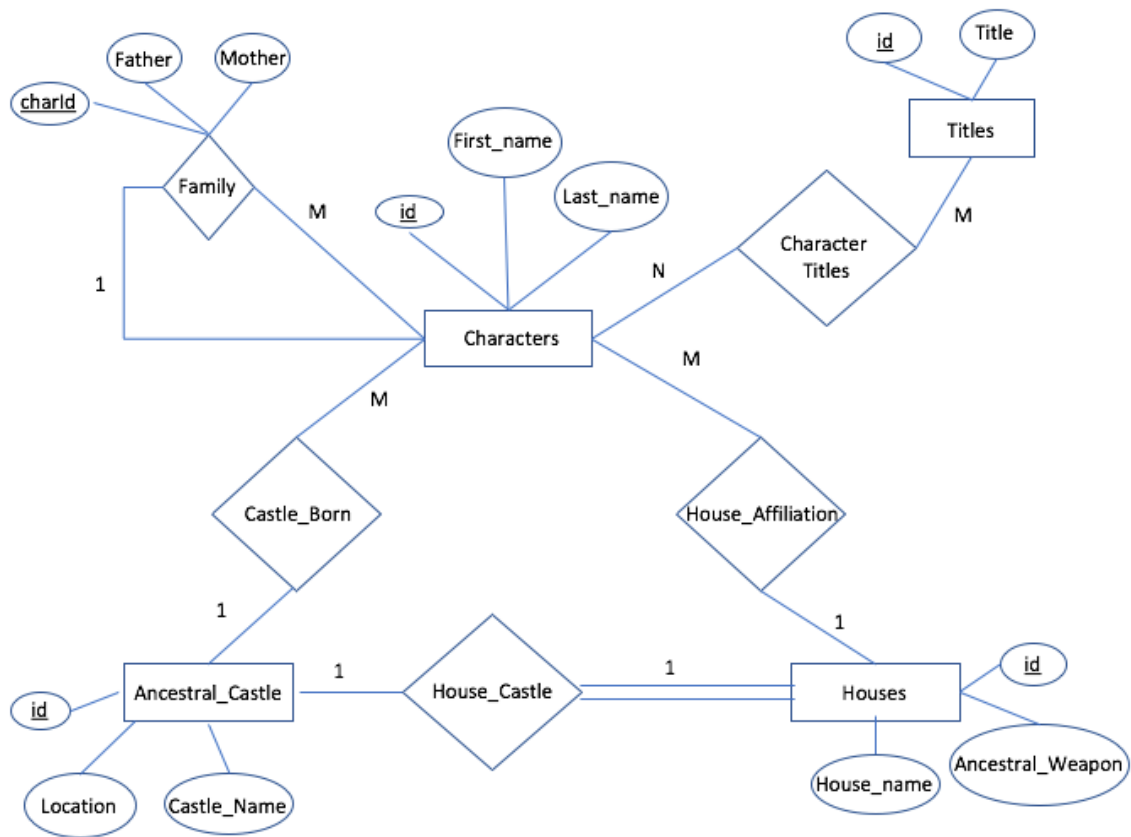 Father
Mother
charId
Family
M
1
First_name
id
Last_name
Characters
id
Title
Titles
M
Character
Titles
N
M
M
Castle_Born
House_Affiliation
1
1
Ancestral_Castle
1
House_Castle
1
Houses
id
id
Location
Castle_Name
House_name
Ancestral_Weapon